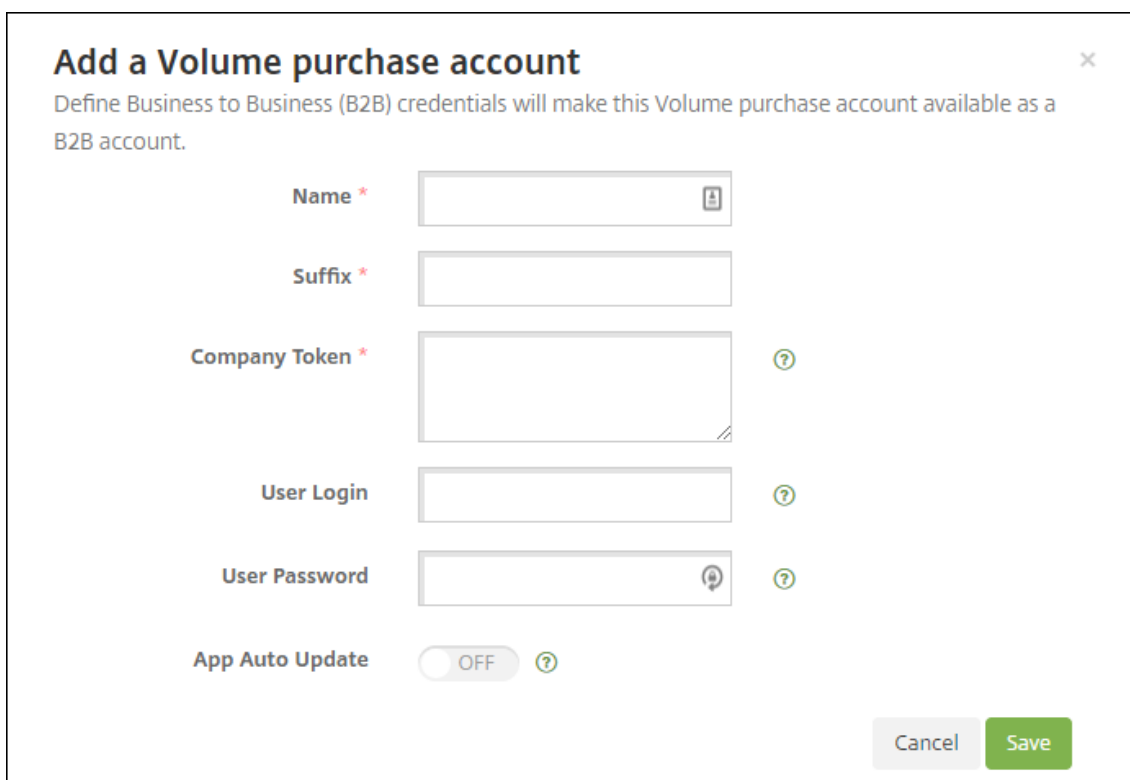 Add a Volume purchase account
×
Define Business to Business (B2B) credentials will make this Volume purchase account available as a
B2B account.
Name *
Suffix *
Company Token *
?
User Login
?
User Password
?
App Auto Update OFF ?
Cancel Save